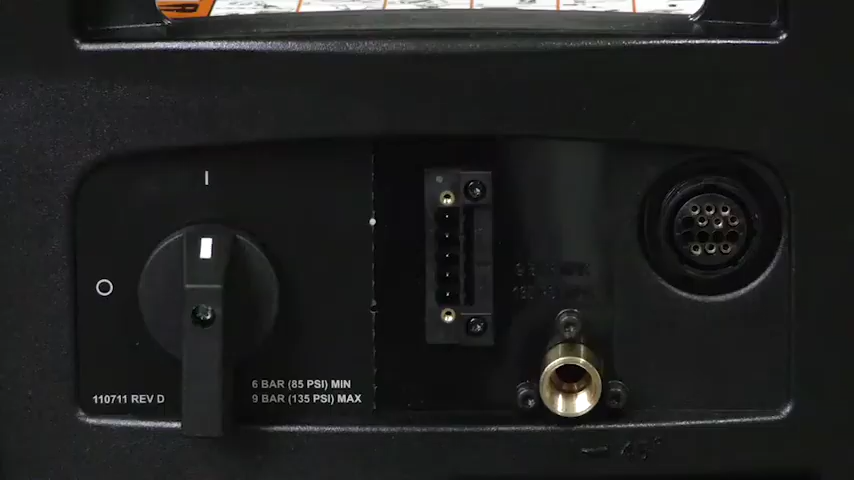 I
O
110711 REV D
6 BAR (85 PSI) MIN
9 BAR (135 PSI) MAX